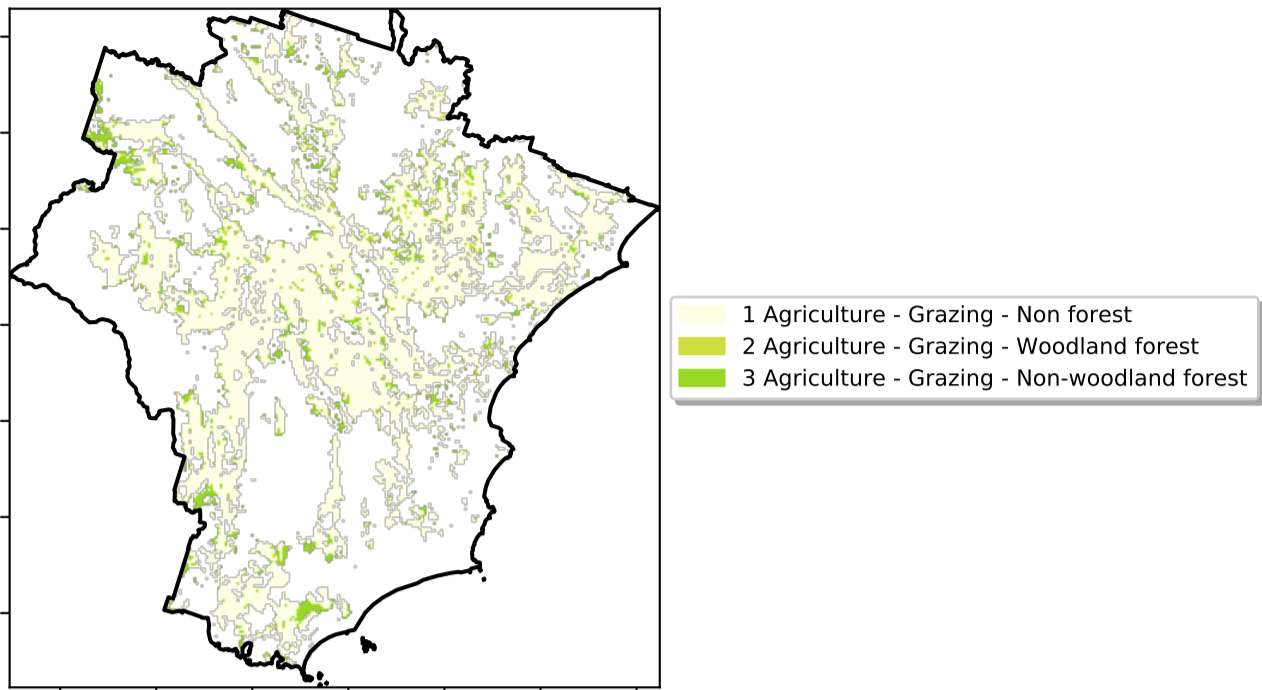 1 Agriculture - Grazing - Non forest
2 Agriculture - Grazing - Woodland forest
3 Agriculture - Grazing - Non-woodland forest